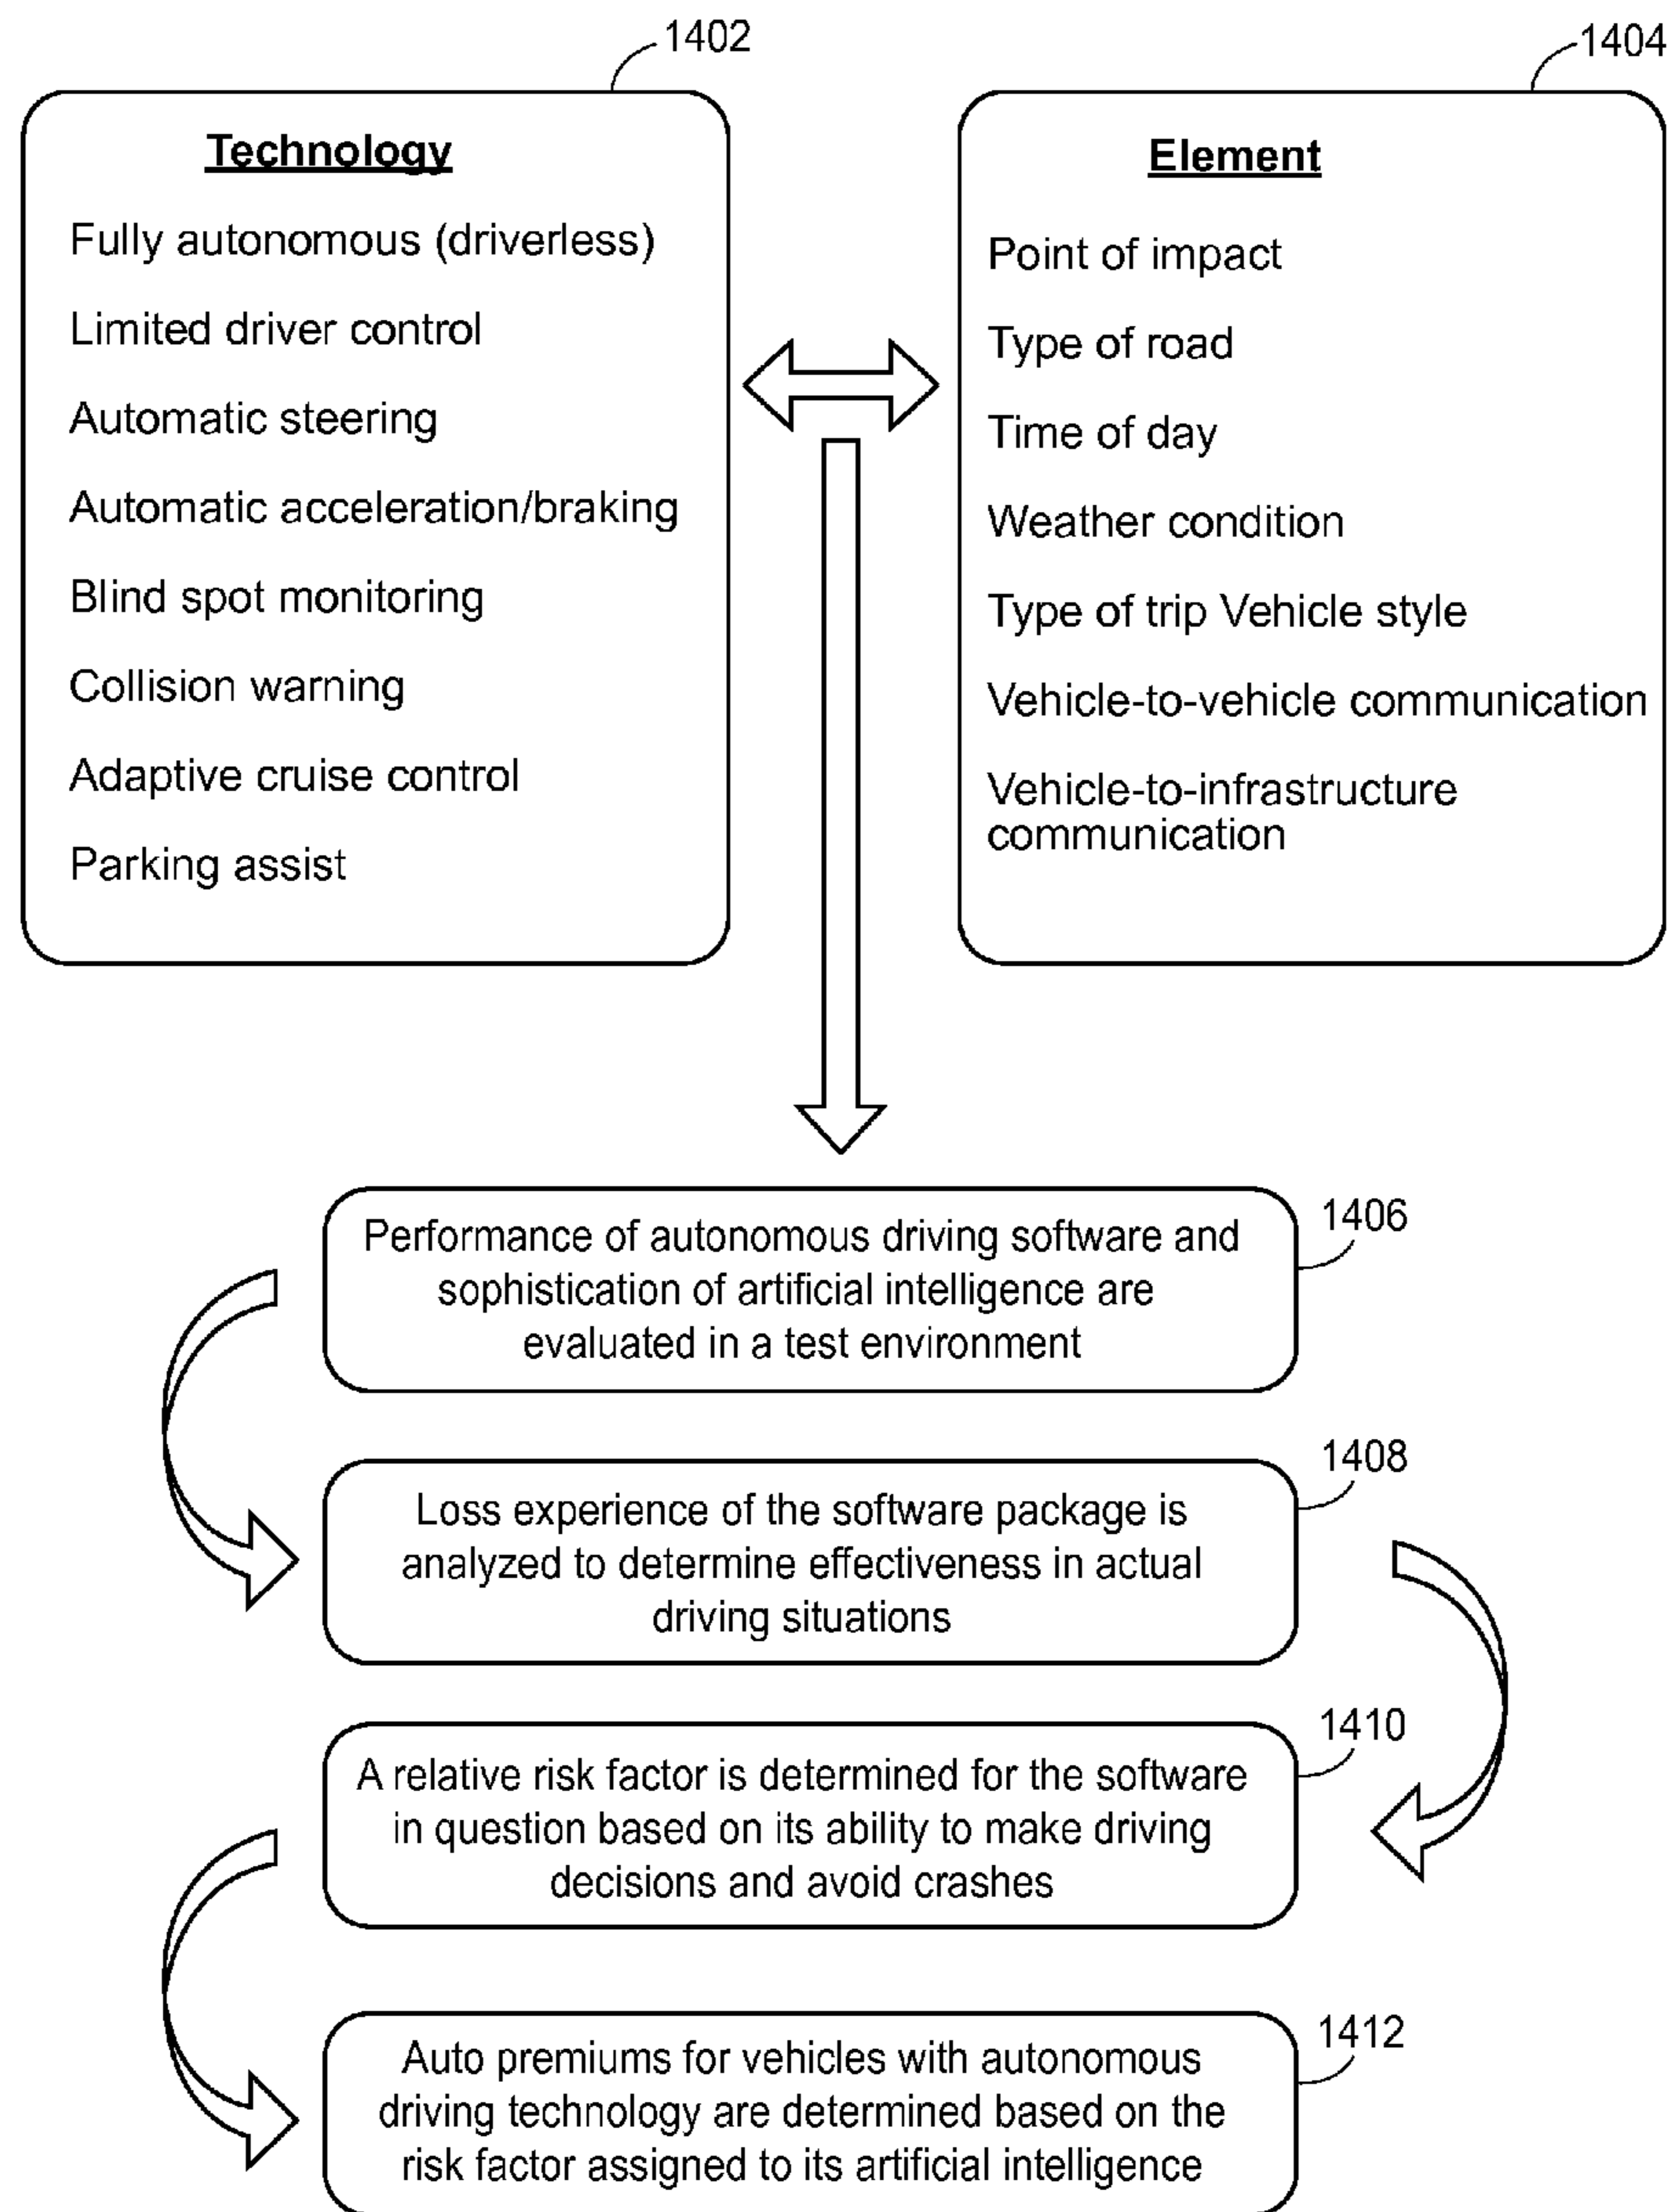 1402
Technology
Fully autonomous (driverless)
Limited driver control
Automatic steering
Automatic acceleration/braking
Blind spot monitoring
Collision warning
Adaptive cruise control
Parking assist
1404
Element
Point of impact
Type of road
Time of day
Weather condition
Type of trip Vehicle style
Vehicle-to-vehicle communication
Vehicle-to-infrastructure
communication
1406
Performance of autonomous driving software and
sophistication of artificial intelligence are
evaluated in a test environment
1408
Loss experience of the software package is
analyzed to determine effectiveness in actual
driving situations
1410
A relative risk factor is determined for the software
in question based on its ability to make driving
decisions and avoid crashes
1412
Auto premiums for vehicles with autonomous
driving technology are determined based on the
risk factor assigned to its artificial intelligence